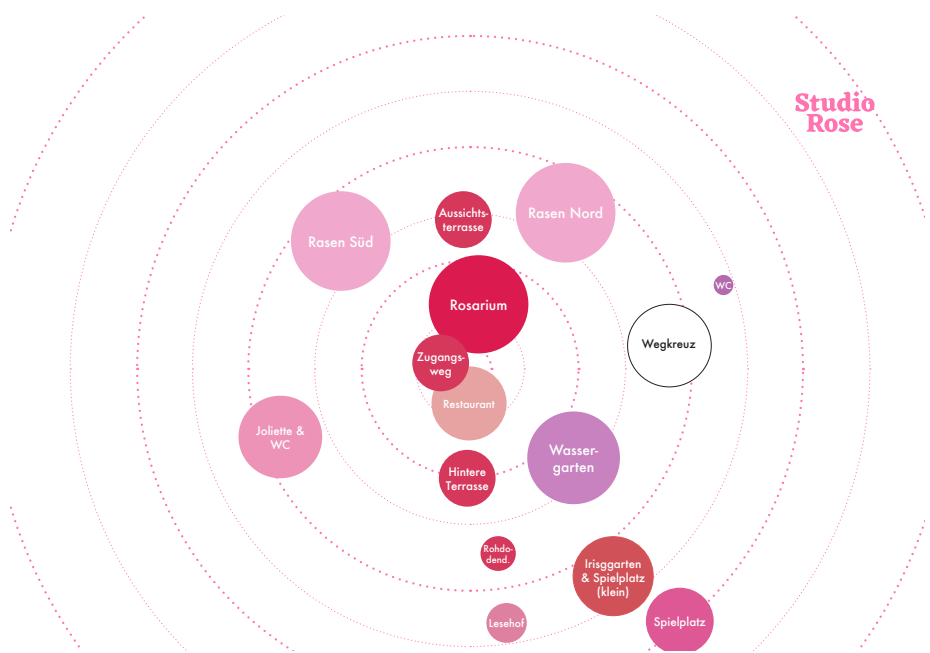 Studio
Rose
Aussichts-
terrasse
Rasen Nord
Rasen Süd
WC
Rosarium
Wegkreuz
Zugangs-
weg
Restaurant
Joliette &
WC
Wasser-
garten
Hintere
Terrasse
Rohdo-
dend.
Irisggarten
& Spielplatz
(klein)
Lesehof
Spielplatz